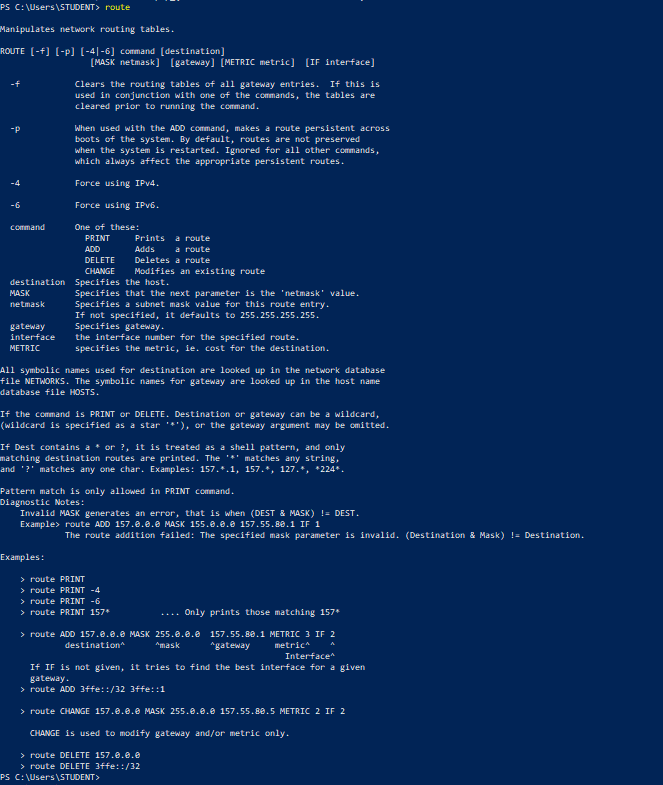 PS C:\Users\STUDENT> route
Manipulates network routing tables.
ROUTE [-f] [-p] [-4|-6] command [destination]
[MASK netmask]  [gateway] [METRIC metric]  [IF interface]
-f           Clears the routing tables of all gateway entries.  If this is
used in conjunction with one of the commands, the tables are
cleared prior to running the command.
-p           When used with the ADD command, makes a route persistent across
boots of the system. By default, routes are not preserved
when the system is restarted. Ignored for all other commands,
which always affect the appropriate persistent routes.
-4           Force using IPv4.
-6           Force using IPv6.
command      One of these:
PRINT     Prints  a route
ADD       Adds    a route
DELETE    Deletes a route
CHANGE    Modifies an existing route
destination  Specifies the host.
MASK         Specifies that the next parameter is the 'netmask' value.
netmask      Specifies a subnet mask value for this route entry.
If not specified, it defaults to 255.255.255.255.
gateway      Specifies gateway.
interface    the interface number for the specified route.
METRIC       specifies the metric, ie. cost for the destination.
All symbolic names used for destination are looked up in the network database
file NETWORKS. The symbolic names for gateway are looked up in the host name
database file HOSTS.
If the command is PRINT or DELETE. Destination or gateway can be a wildcard,
(wildcard is specified as a star '*'), or the gateway argument may be omitted.
If Dest contains a * or ?, it is treated as a shell pattern, and only
matching destination routes are printed. The '*' matches any string,
and '?' matches any one char. Examples: 157.*.1, 157.*, 127.*, *224*.
Pattern match is only allowed in PRINT command.
Diagnostic Notes:
Invalid MASK generates an error, that is when (DEST & MASK) != DEST.
Example> route ADD 157.0.0.0 MASK 155.0.0.0 157.55.80.1 IF 1
The route addition failed: The specified mask parameter is invalid. (Destination & Mask) != Destination.
Examples:
> route PRINT
> route PRINT -4
> route PRINT -6
> route PRINT 157*          .... Only prints those matching 157*
> route ADD 157.0.0.0 MASK 255.0.0.0  157.55.80.1 METRIC 3 IF 2
destination^      ^mask      ^gateway     metric^    ^
Interface^
If IF is not given, it tries to find the best interface for a given
gateway.
> route ADD 3ffe::/32 3ffe::1
> route CHANGE 157.0.0.0 MASK 255.0.0.0 157.55.80.5 METRIC 2 IF 2
CHANGE is used to modify gateway and/or metric only.
> route DELETE 157.0.0.0
> route DELETE 3ffe::/32
PS C:\Users\STUDENT>